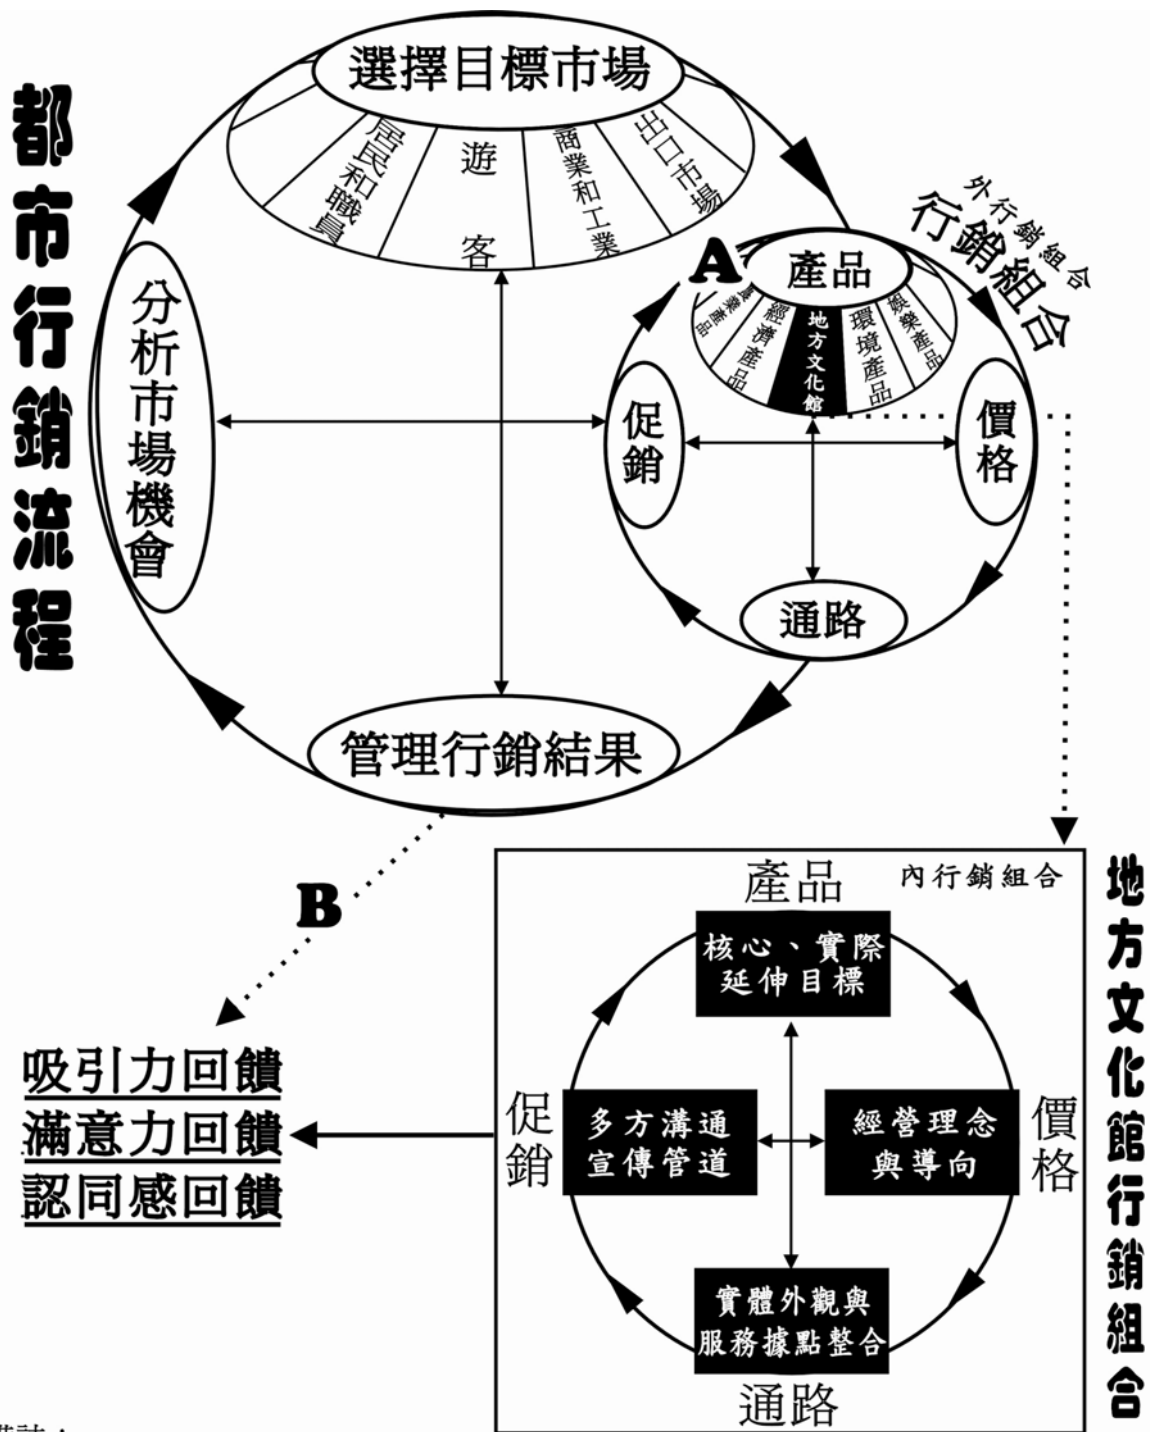 都市行銷流程
選擇目標市場
居民和職員
遊客
商業和工業
出口市場
外行銷組合
行銷組合
A
產品
農業產品
經濟產品
地方文化館
環境產品
娛樂產品
分析市場機會
促銷
價格
通路
管理行銷結果
B
吸引力回饋
滿意力回饋
認同感回饋
內行銷組合
產品
核心、實際
延伸目標
促銷
多方溝通
宣傳管道
經營理念
與導向
價格
實體外觀與
服務據點整合
通路
地方文化館行銷組合